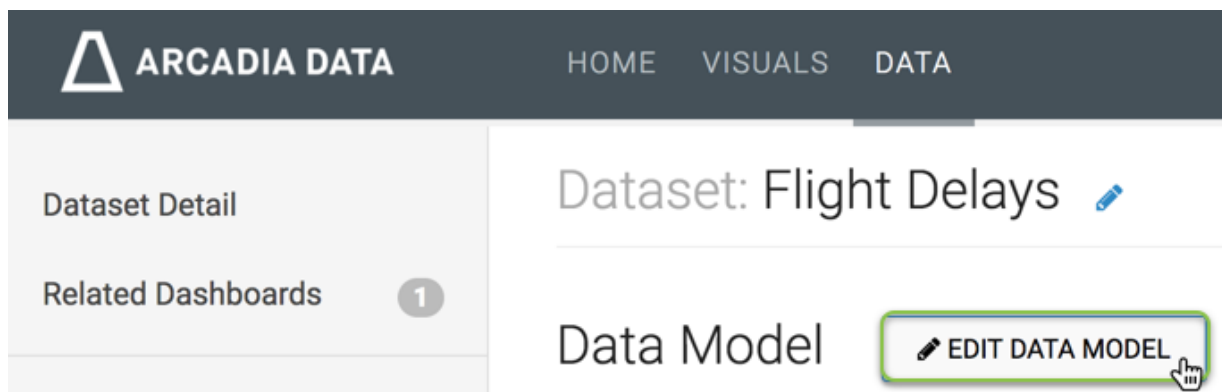 ARCADIA DATA HOME VISUALS DATA
Dataset Detail
Related Dashboards 1
Dataset: Flight Delays
Data Model EDIT DATA MODEL